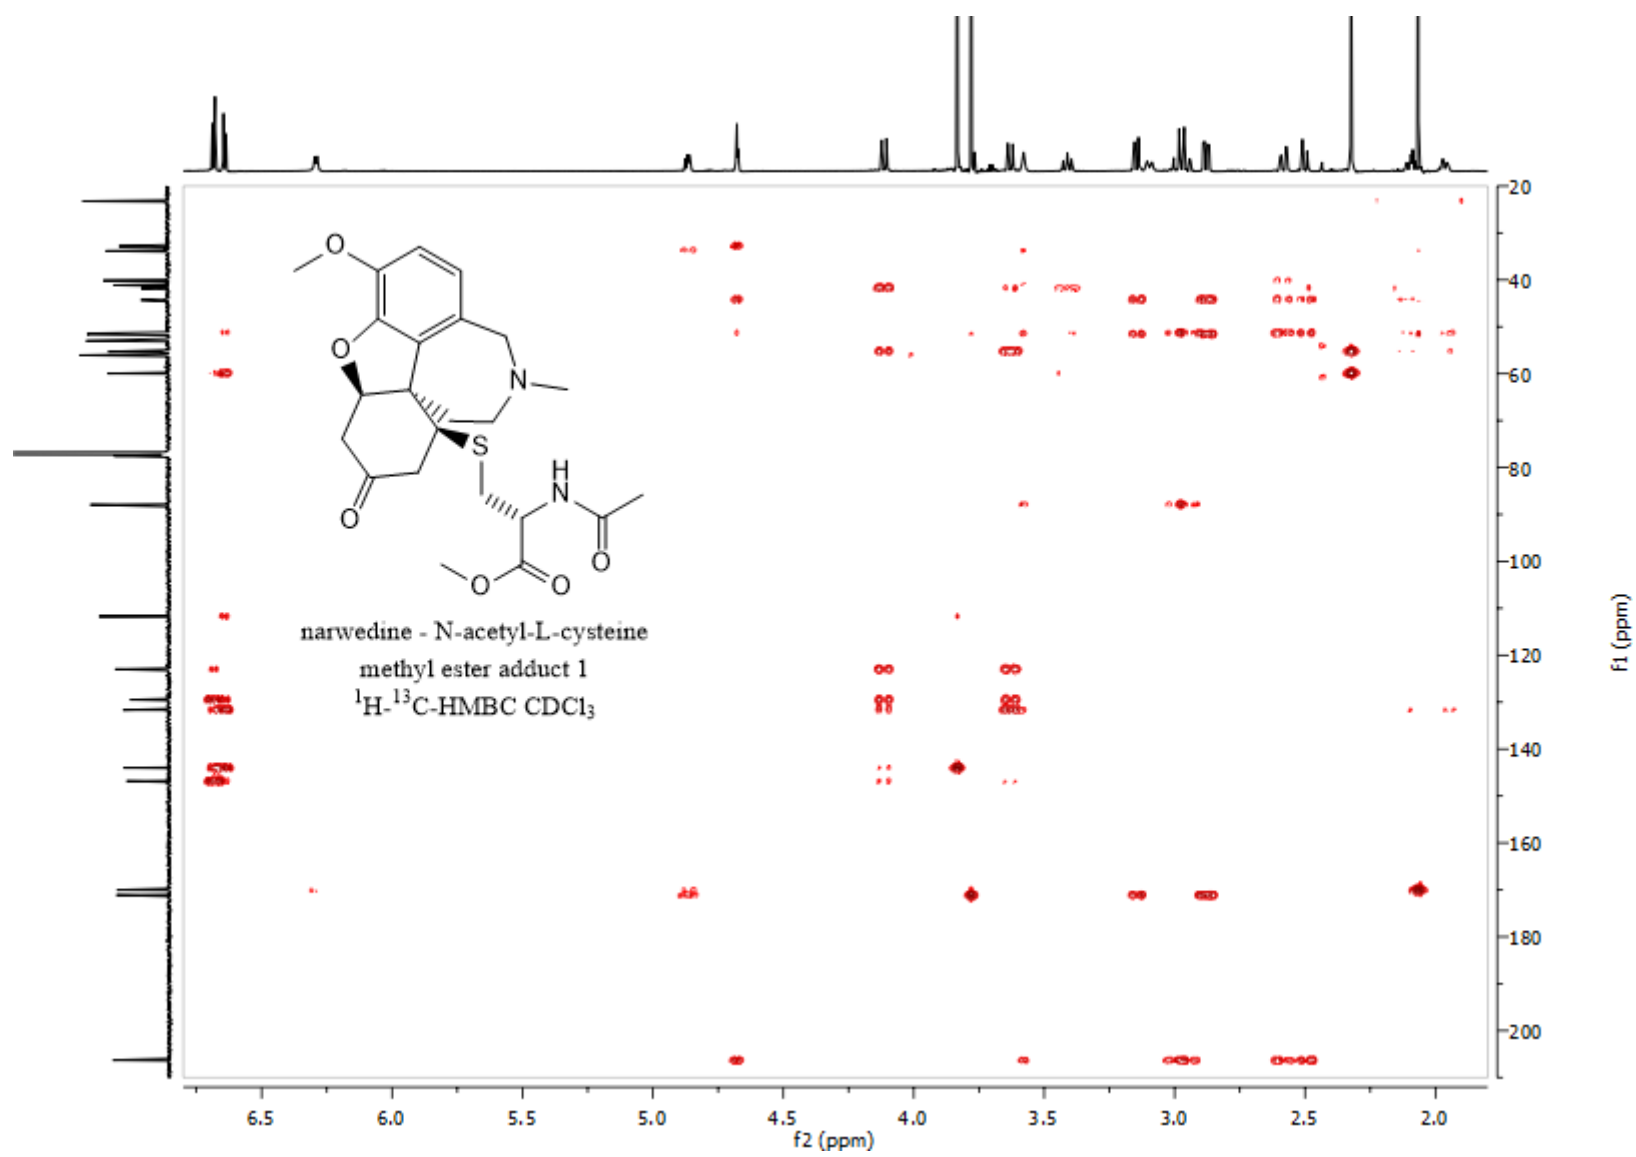 O
O
N
S
H
N
O
O
O
O
narwedine - N-acetyl-L-cysteine
methyl ester adduct 1
¹H-¹³C-HMBC CDCl₃
20
40
60
80
100
120
140
160
180
200
f1 (ppm)
6.5 6.0 5.5 5.0 4.5 4.0 3.5 3.0 2.5 2.0
f2 (ppm)